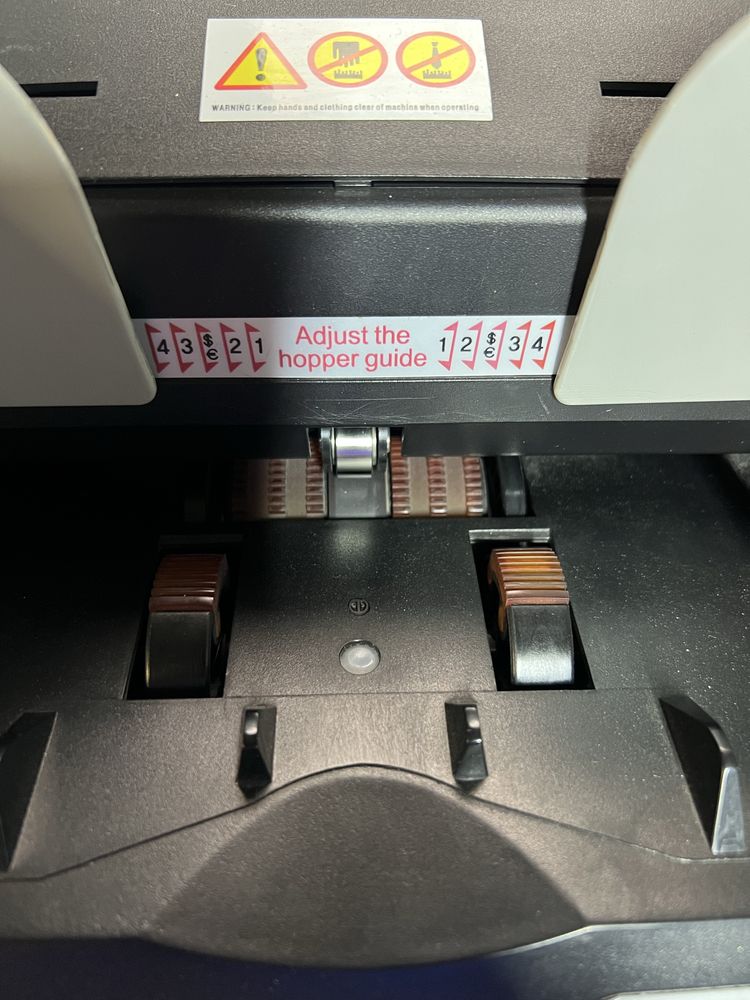 !
WARNING: Keep hands and clothing clear of machine when operating
4 3 $ € 2 1 Adjust the hopper guide 1 2 $ € 3 4